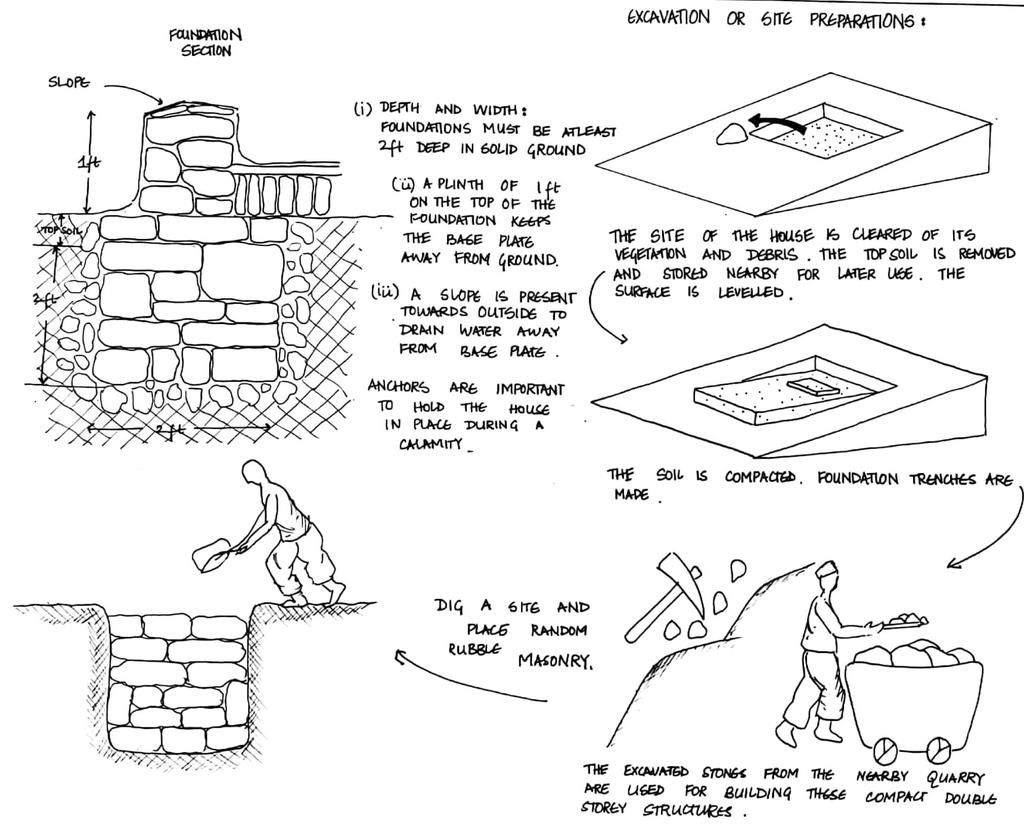 FOUNDATION
SECTION
SLOPE
1ft
TOP SOIL
2ft
2ft
(i) DEPTH AND WIDTH:
FOUNDATIONS MUST BE ATLEAST
2ft DEEP IN SOLID GROUND
(ii) A PLINTH OF 1ft
ON THE TOP OF THE
FOUNDATION KEEPS
THE BASE PLATE
AWAY FROM GROUND.
(iii) A SLOPE IS PRESENT
TOWARDS OUTSIDE TO
DRAIN WATER AWAY
FROM BASE PLATE.
ANCHORS ARE IMPORTANT
TO HOLD THE HOUSE
IN PLACE DURING A
CALAMITY.
EXCAVATION OR SITE PREPARATIONS:
THE SITE OF THE HOUSE IS CLEARED OF ITS
VEGETATION AND DEBRIS. THE TOPSOIL IS REMOVED
AND STORED NEARBY FOR LATER USE. THE
SURFACE IS LEVELLED.
THE SOIL IS COMPACTED. FOUNDATION TRENCHES ARE
MADE.
THE EXCAVATED STONES FROM THE NEARBY QUARRY
ARE USED FOR BUILDING THESE COMPACT DOUBLE
STOREY STRUCTURES.
DIG A SITE AND
PLACE RANDOM
RUBBLE MASONRY.